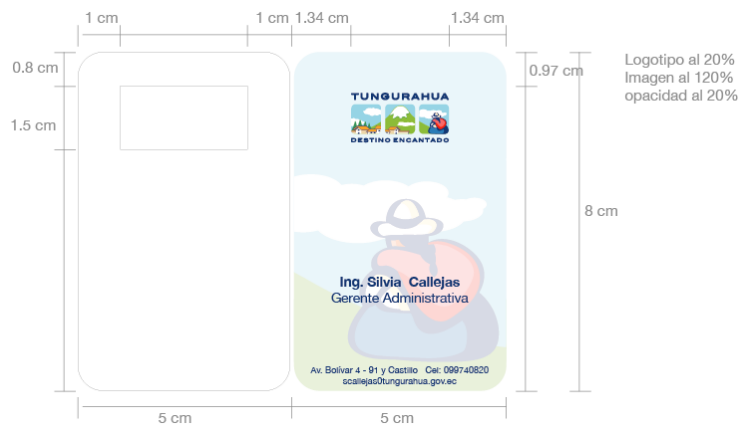 1 cm
1 cm
1.34 cm
1.34 cm
0.8 cm
1.5 cm
0.97 cm
Logotipo al 20%
Imagen al 120%
opacidad al 20%
8 cm
TUNGURAHUA
DESTINO ENCANTADO
Ing. Silvia Callejas
Gerente Administrativa
Av. Bolívar 4 - 91 y Castillo Cel: 099740820
scallejas0tungurahua.gov.ec
5 cm
5 cm